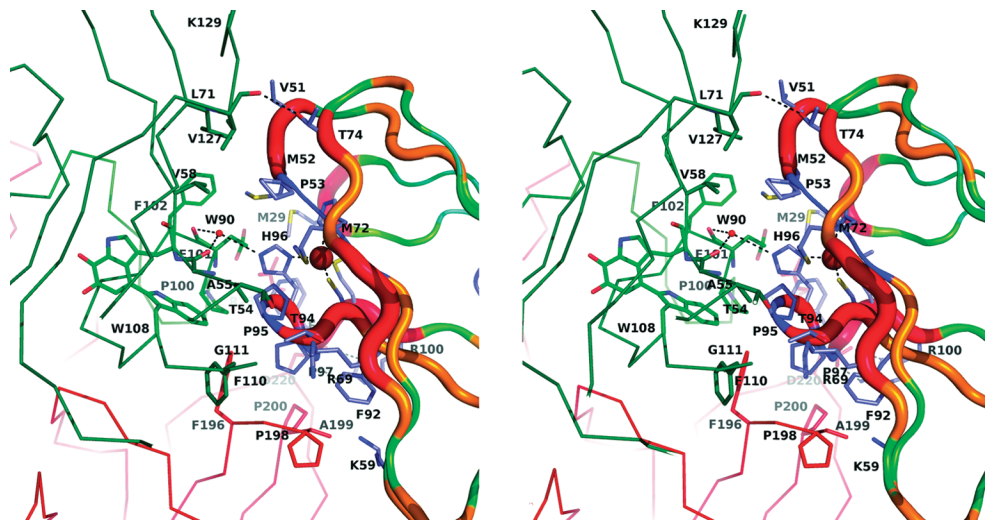 K129
V51
L71
T74
V127
M52
V58
P53
F102
W90
M29
H96
M72
P100
A55
T54
T94
P95
W108
G111
R100
F110
D220
P97
R69
P200
F92
F196
A199
P198
K59
K129
V51
L71
T74
V127
M52
V58
P53
F102
W90
M29
H96
M72
E101
P100
A55
T54
T94
P95
W108
G111
R100
P97
F110
D220
R69
P200
F92
F196
A199
P198
K59